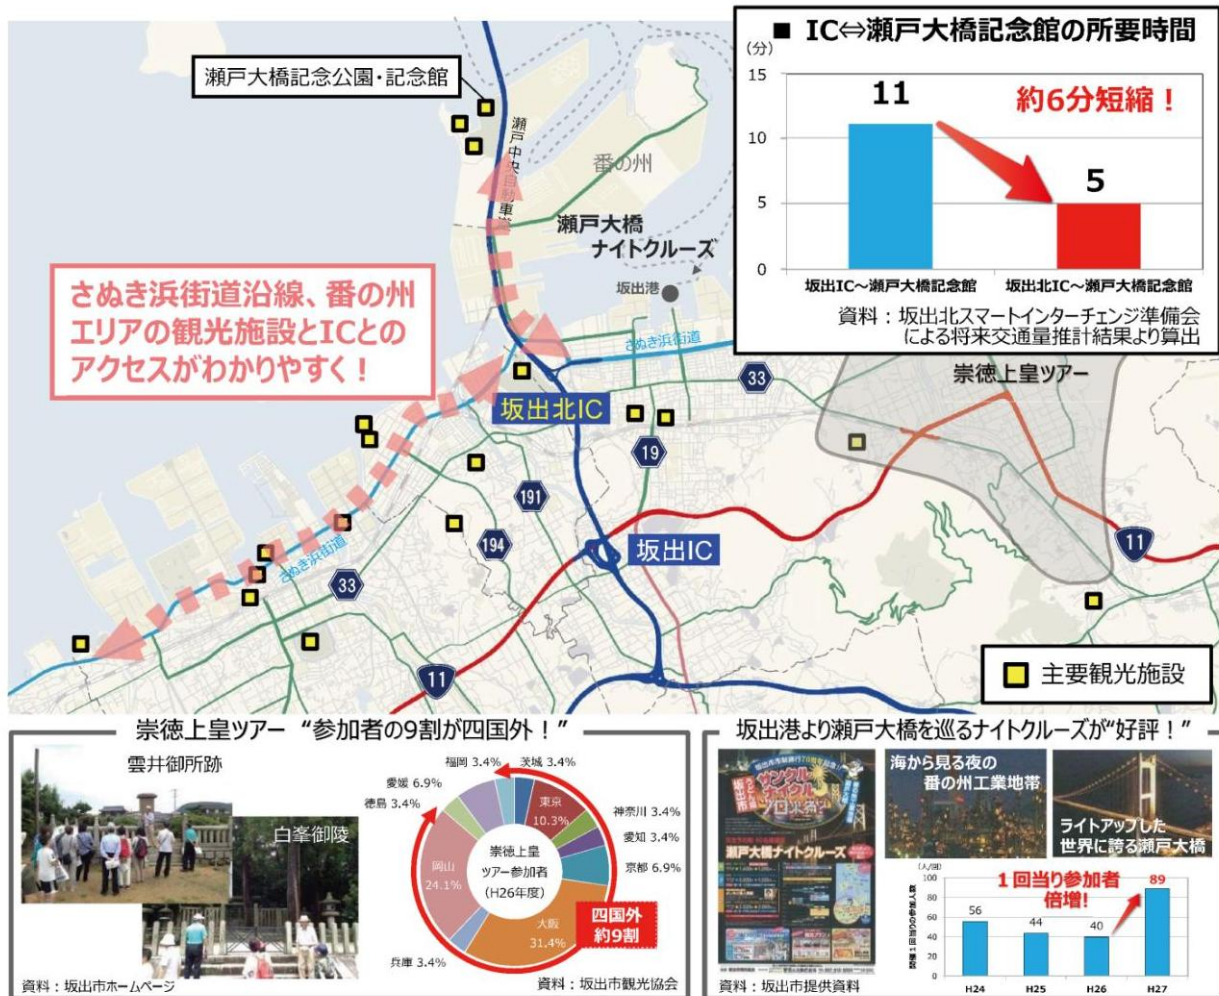 ■ IC⇔瀬戸大橋記念館の所要時間
（分）
15
10
5
0
11
5
約6分短縮！
坂出IC～瀬戸大橋記念館
坂出北IC～瀬戸大橋記念館
資料：坂出北スマートインターチェンジ準備会
による将来交通量推計結果より算出
瀬戸大橋記念公園・記念館
瀬戸中央自動車道
番の州
瀬戸大橋
ナイトクルーズ
坂出港
さぬき浜街道沿線、番の州
エリアの観光施設とICとの
アクセスがわかりやすく！
さぬき浜街道
33
崇徳上皇ツアー
坂出北IC
19
191
194
坂出IC
11
さぬき浜街道
33
11
主要観光施設
崇徳上皇ツアー “参加者の9割が四国外！”
雲井御所跡
白峯御陵
資料：坂出市ホームページ
福岡 3.4%
茨城 3.4%
愛媛 6.9%
徳島 3.4%
東京
10.3%
神奈川 3.4%
愛知 3.4%
京都 6.9%
岡山
24.1%
崇徳上皇
ツアー参加者
（H26年度）
大阪
31.4%
兵庫 3.4%
四国外
約9割
資料：坂出市観光協会
坂出港より瀬戸大橋を巡るナイトクルーズが“好評！”
坂出市
瀬戸大橋ナイトクルーズ
海から見る夜の
番の州工業地帯
ライトアップした
世界に誇る瀬戸大橋
（人/回）
1回当り参加者
倍増！
100
80
60
40
20
0
56
44
40
89
H24
H25
H26
H27
資料：坂出市提供資料